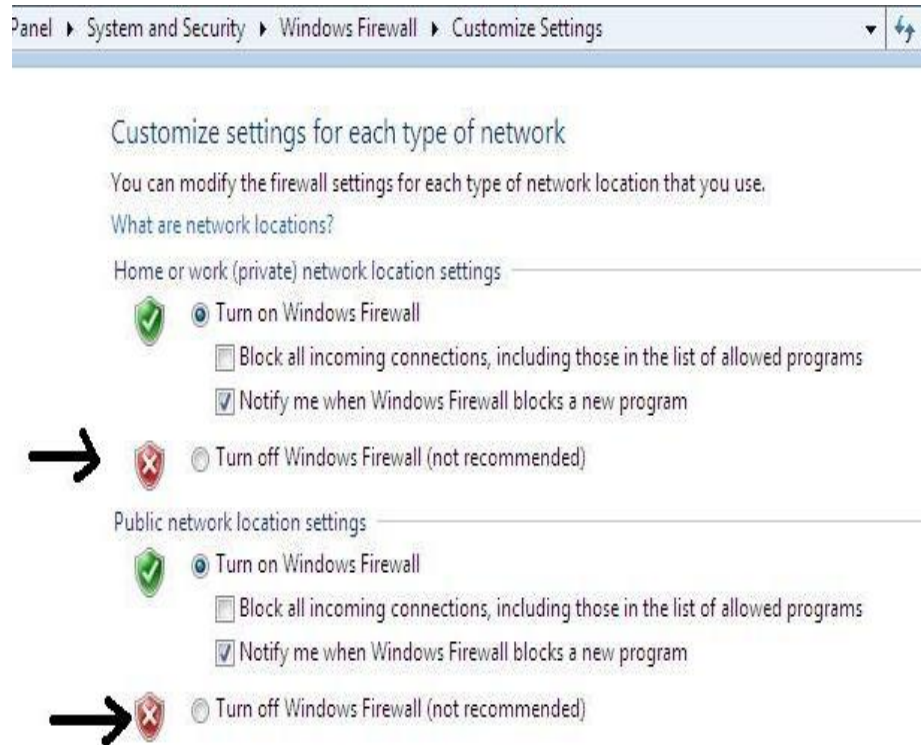 Panel ▸ System and Security ▸ Windows Firewall ▸ Customize Settings
Customize settings for each type of network
You can modify the firewall settings for each type of network location that you use.
What are network locations?
Home or work (private) network location settings
Turn on Windows Firewall
Block all incoming connections, including those in the list of allowed programs
Notify me when Windows Firewall blocks a new program
Turn off Windows Firewall (not recommended)
Public network location settings
Turn on Windows Firewall
Block all incoming connections, including those in the list of allowed programs
Notify me when Windows Firewall blocks a new program
Turn off Windows Firewall (not recommended)